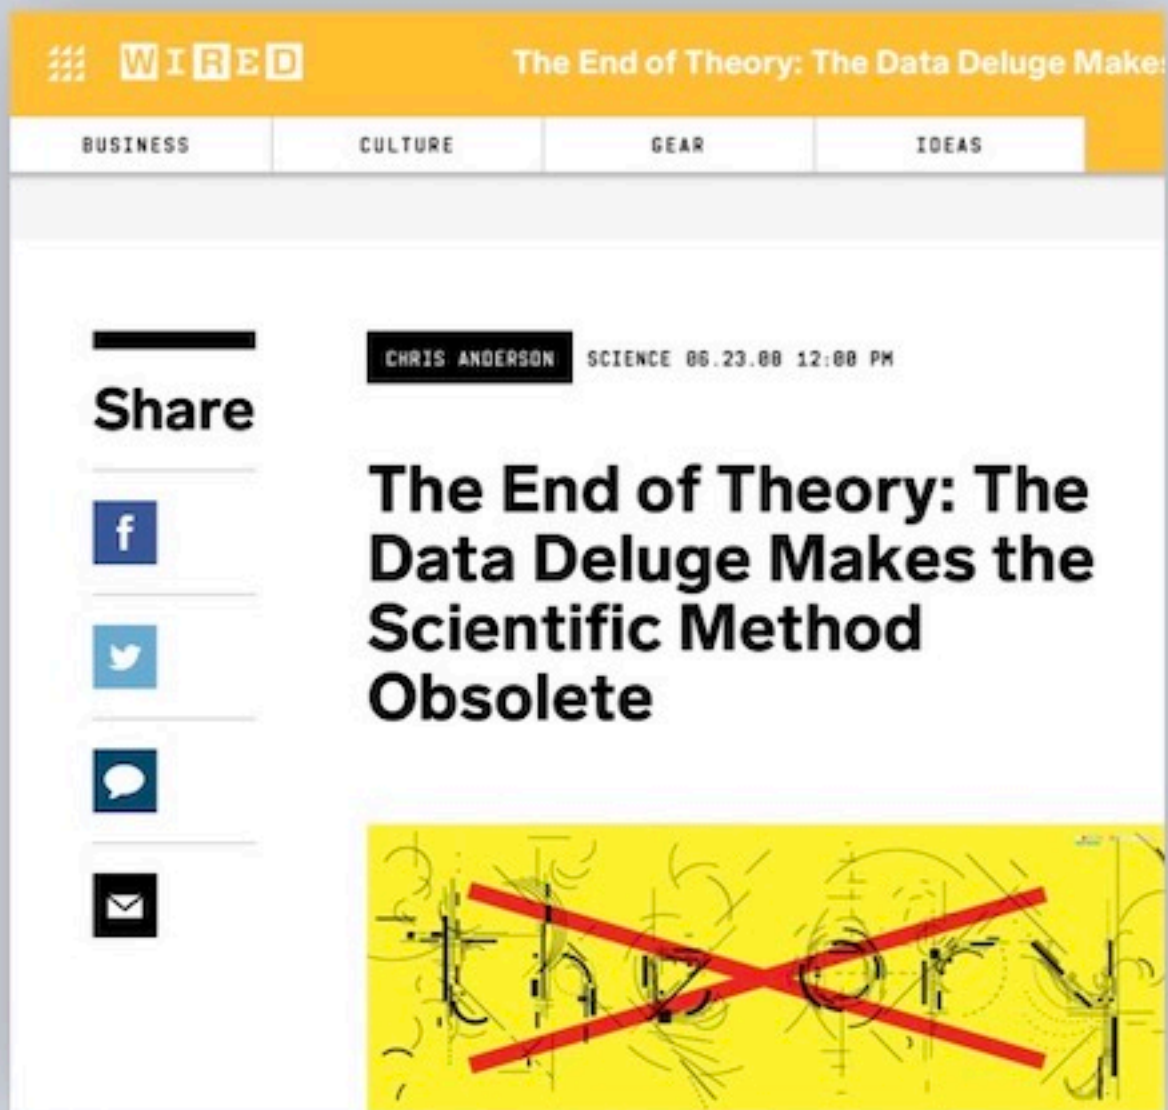 WIRED
The End of Theory: The Data Deluge Makes
BUSINESS CULTURE GEAR IDEAS
Share
CHRIS ANDERSON SCIENCE 06.23.08 12:00 PM
The End of Theory: The
Data Deluge Makes the
Scientific Method
Obsolete
theory